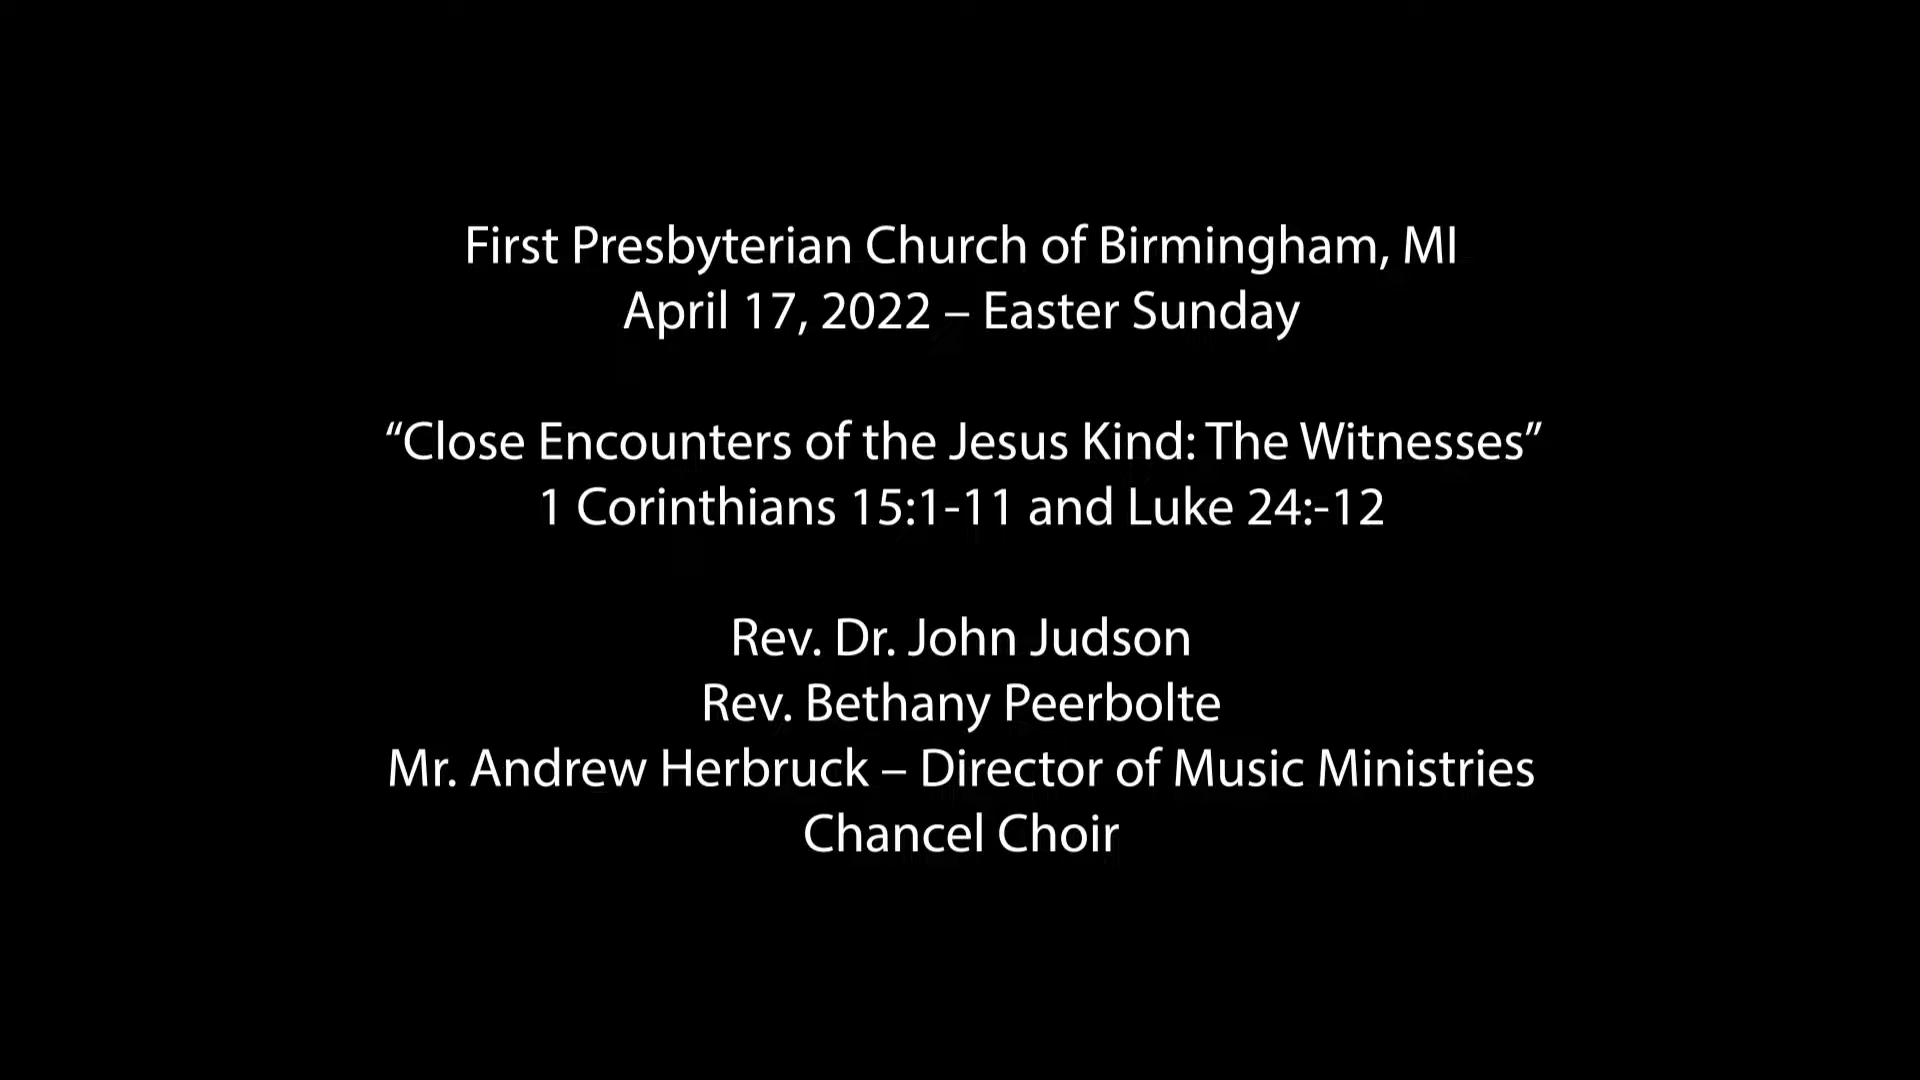 First Presbyterian Church of Birmingham, MI
April 17, 2022 – Easter Sunday
“Close Encounters of the Jesus Kind: The Witnesses”
1 Corinthians 15:1-11 and Luke 24:-12
Rev. Dr. John Judson
Rev. Bethany Peerbolte
Mr. Andrew Herbruck – Director of Music Ministries
Chancel Choir